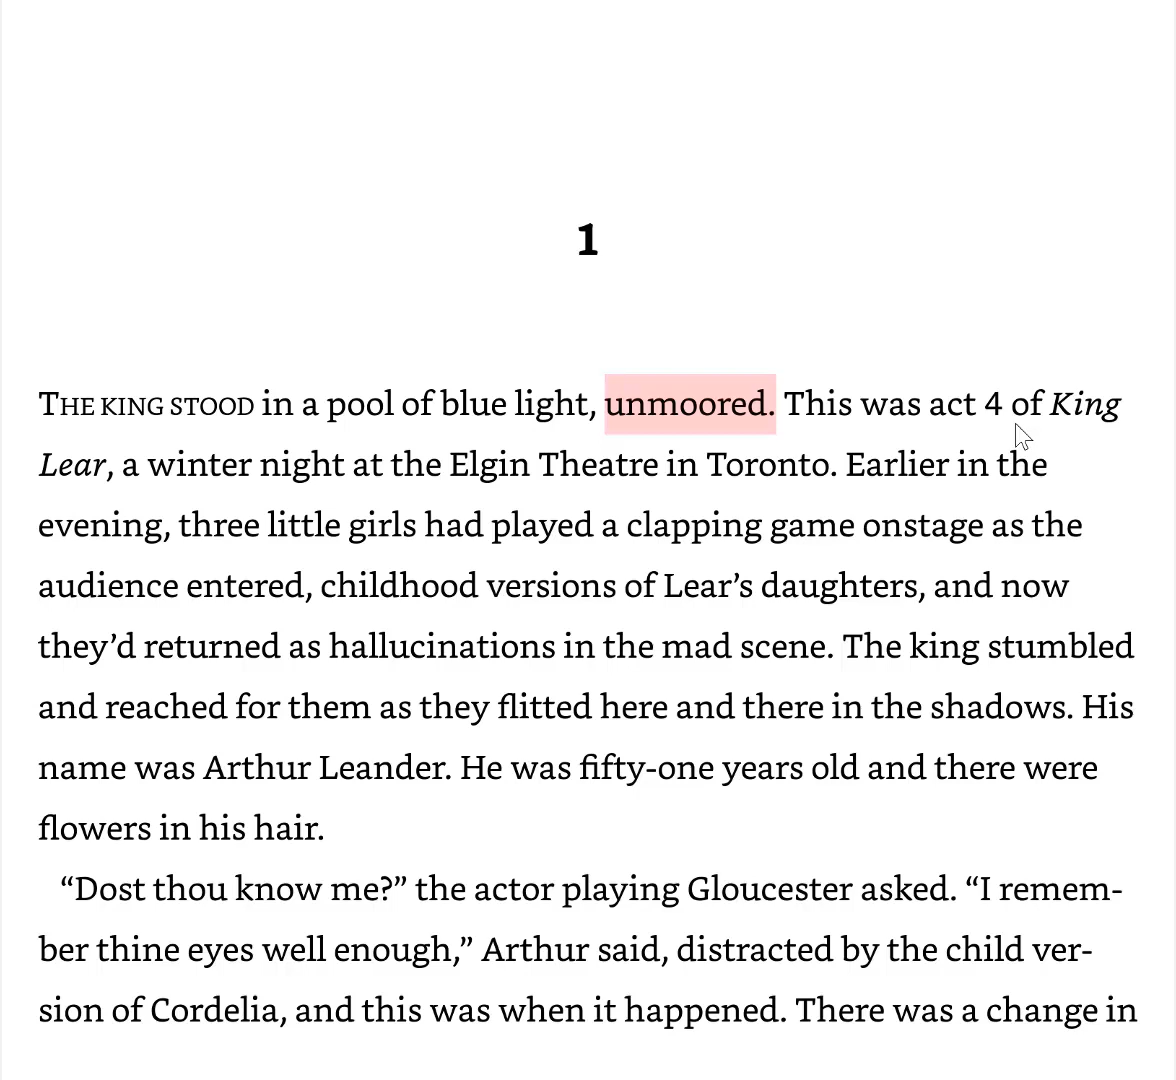 1
THE KING STOOD in a pool of blue light, unmoored. This was act 4 of King
Lear, a winter night at the Elgin Theatre in Toronto. Earlier in the
evening, three little girls had played a clapping game onstage as the
audience entered, childhood versions of Lear’s daughters, and now
they’d returned as hallucinations in the mad scene. The king stumbled
and reached for them as they flitted here and there in the shadows. His
name was Arthur Leander. He was fifty-one years old and there were
flowers in his hair.
“Dost thou know me?” the actor playing Gloucester asked. “I remem-
ber thine eyes well enough,” Arthur said, distracted by the child ver-
sion of Cordelia, and this was when it happened. There was a change in